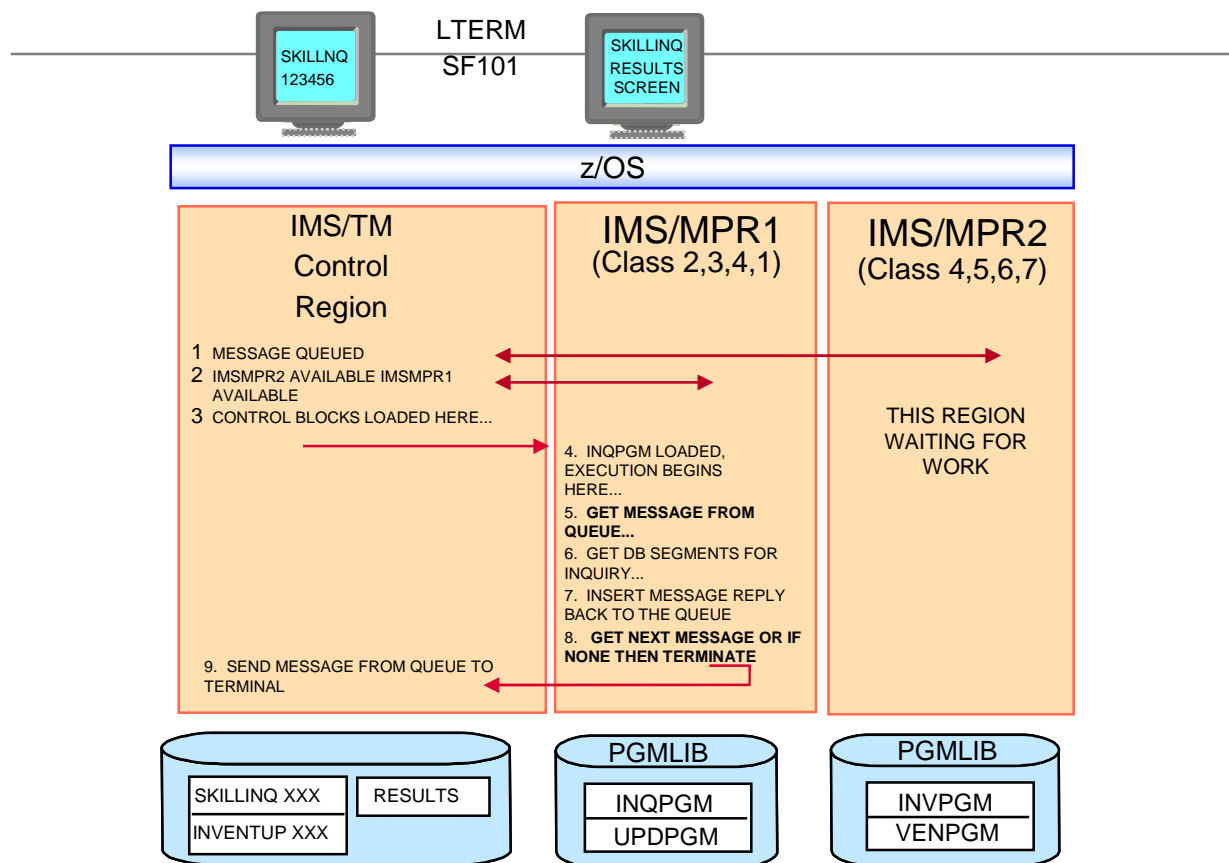 SKILLNQ
123456
LTERM
SF101
SKILLINQ
RESULTS
SCREEN
z/OS
IMS/TM
Control
Region
1 MESSAGE QUEUED
2 IMSMPR2 AVAILABLE IMSMPR1
AVAILABLE
3 CONTROL BLOCKS LOADED HERE...
9. SEND MESSAGE FROM QUEUE TO
TERMINAL
IMS/MPR1
(Class 2,3,4,1)
4. INQPGM LOADED,
EXECUTION BEGINS
HERE...
5. GET MESSAGE FROM
QUEUE...
6. GET DB SEGMENTS FOR
INQUIRY...
7. INSERT MESSAGE REPLY
BACK TO THE QUEUE
8. GET NEXT MESSAGE OR IF
NONE THEN TERMINATE
IMS/MPR2
(Class 4,5,6,7)
THIS REGION
WAITING FOR
WORK
SKILLINQ XXX
INVENTUP XXX
RESULTS
PGMLIB
INQPGM
UPDPGM
PGMLIB
INVPGM
VENPGM